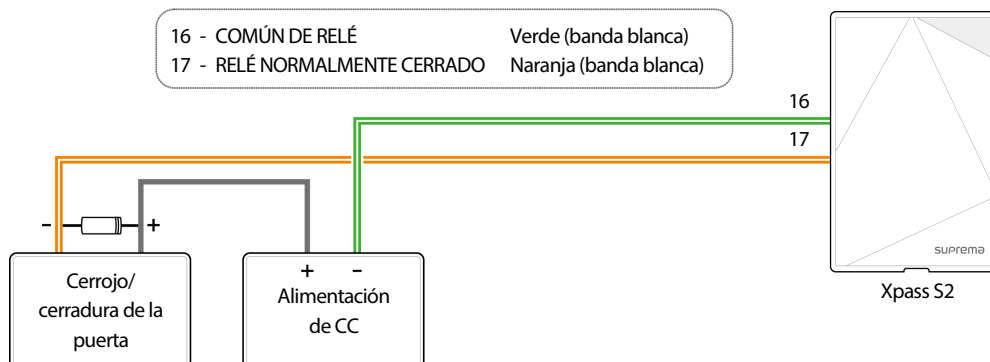 16 - COMÚN DE RELÉ Verde (banda blanca)
17 - RELÉ NORMALMENTE CERRADO Naranja (banda blanca)
16
17
- +
+ -
Cerrojo/
cerradura de la
puerta
Alimentación
de CC
suprema
Xpass S2